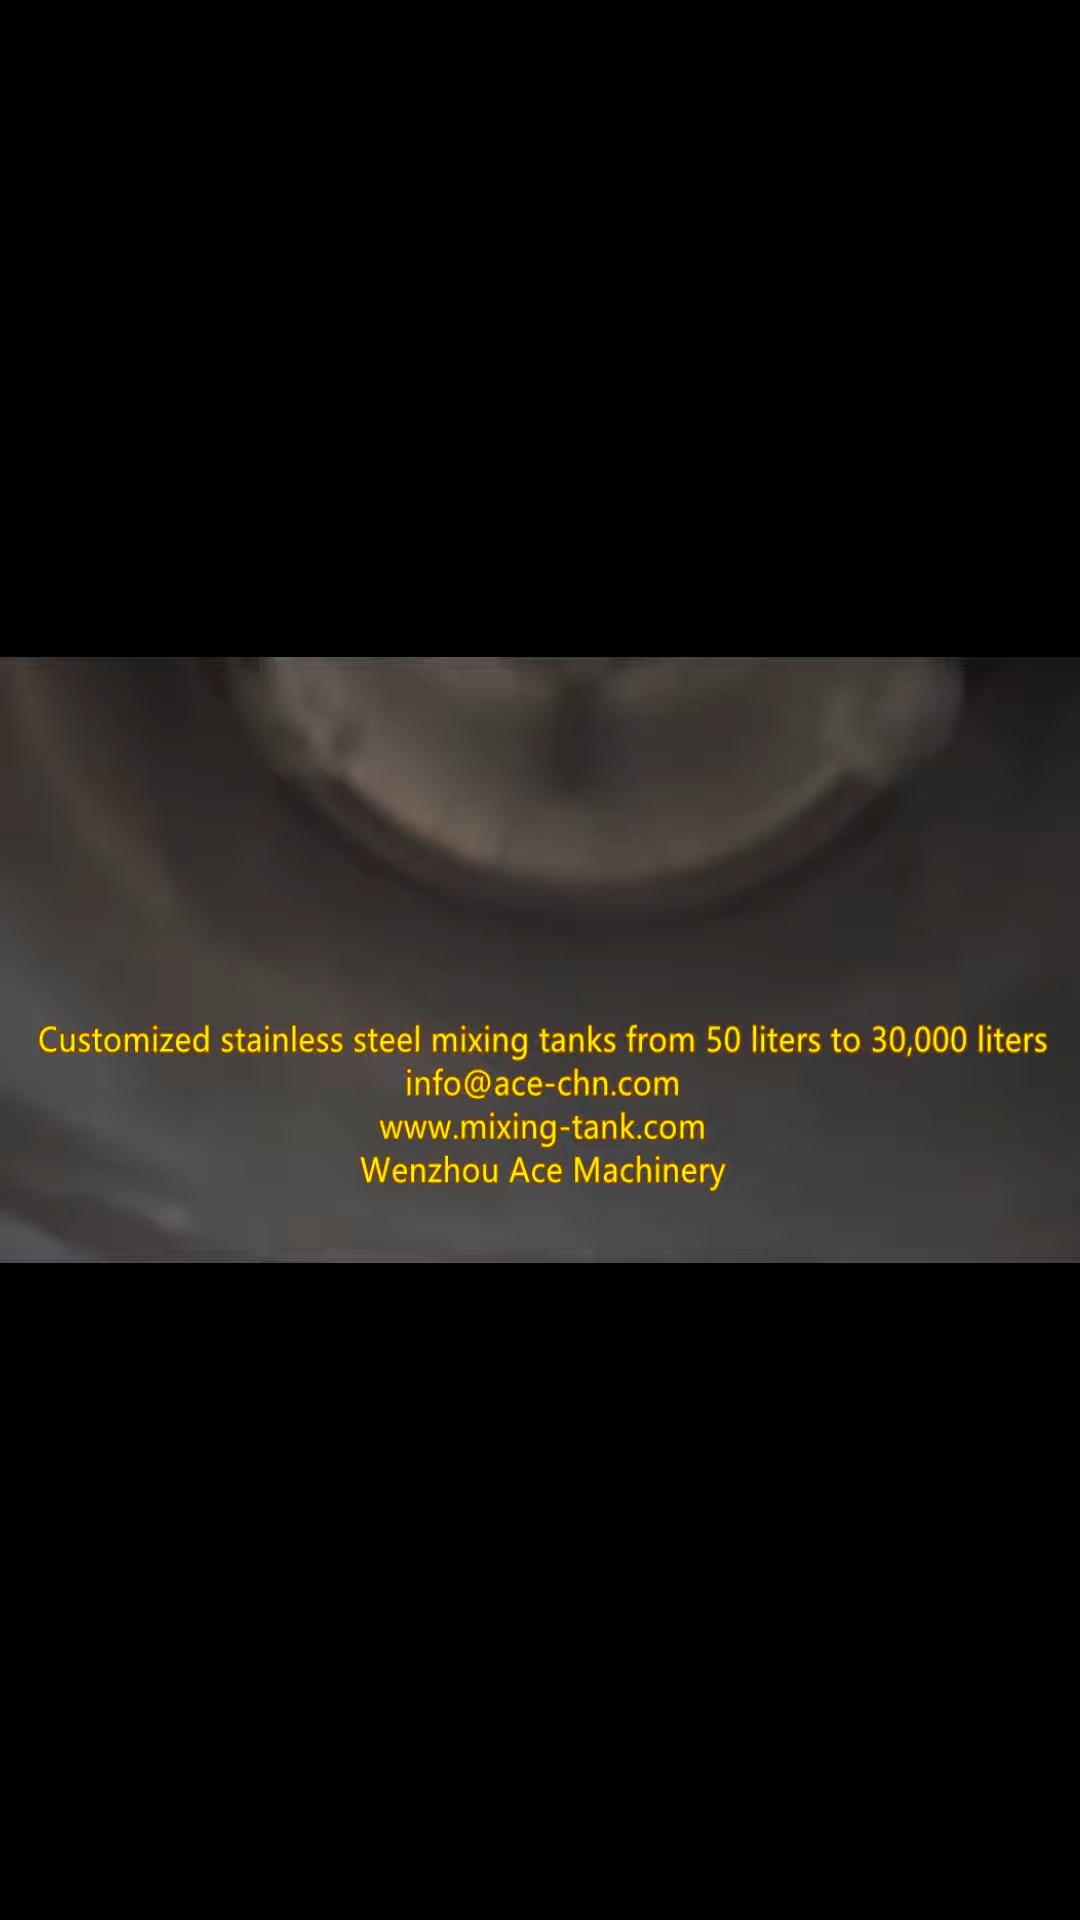 Customized stainless steel mixing tanks from 50 liters to 30,000 liters
info@ace-chn.com
www.mixing-tank.com
Wenzhou Ace Machinery